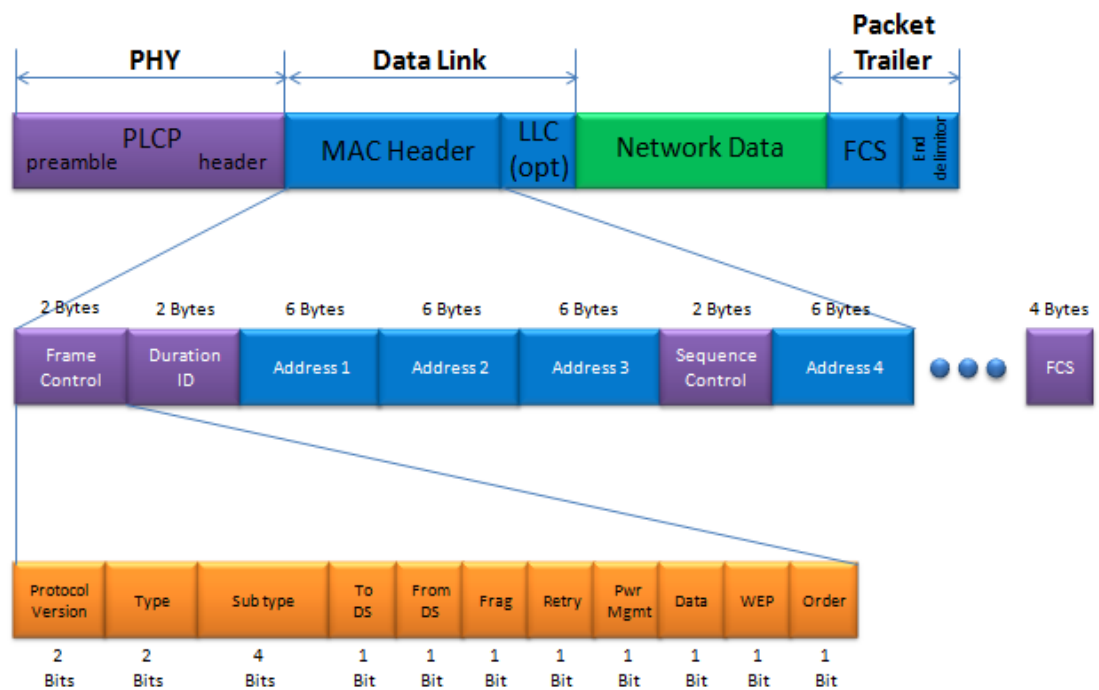 PHY
Data Link
Packet
Trailer
PLCP
preamble header
MAC Header
LLC
(opt)
Network Data
FCS
End
delimitor
2 Bytes
2 Bytes
6 Bytes
6 Bytes
6 Bytes
2 Bytes
6 Bytes
4 Bytes
Frame
Control
Duration
ID
Address 1
Address 2
Address 3
Sequence
Control
Address 4
FCS
Protocol
Version
Type
Sub type
To
DS
From
DS
Frag
Retry
Pwr
Mgmt
Data
WEP
Order
2
Bits
2
Bits
4
Bits
1
Bit
1
Bit
1
Bit
1
Bit
1
Bit
1
Bit
1
Bit
1
Bit